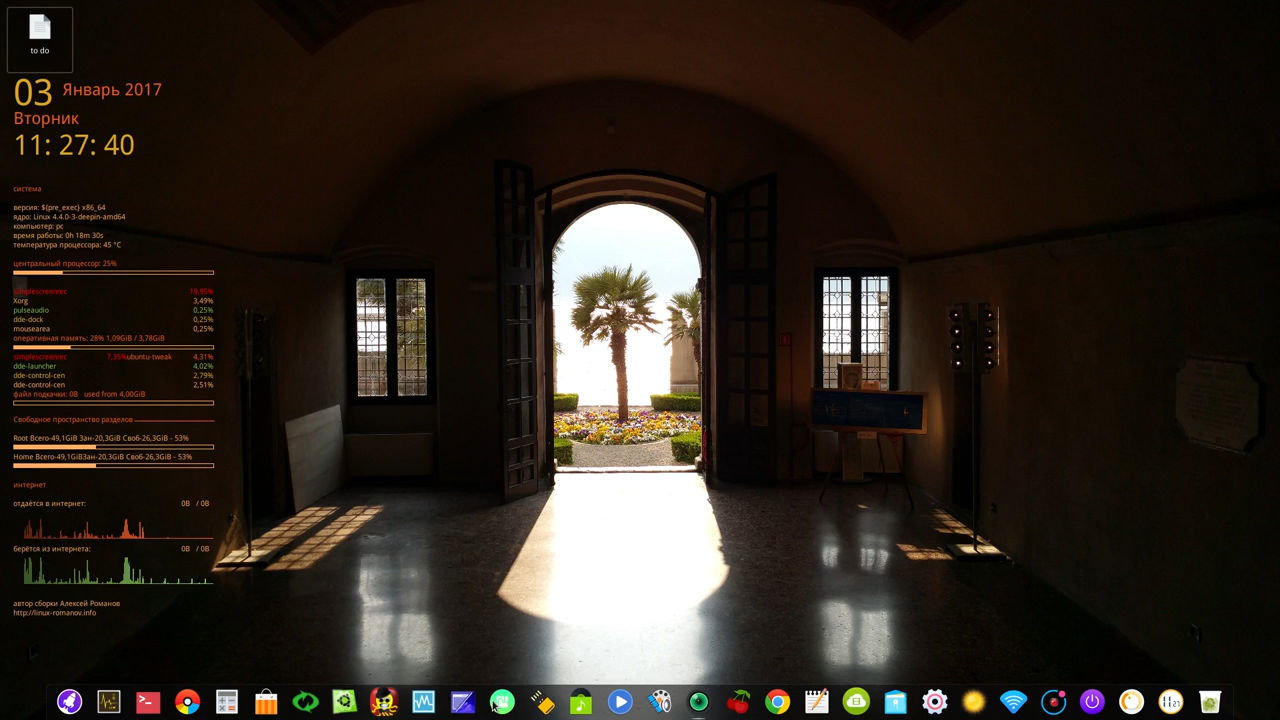 to do
03 Январь 2017
Вторник
11: 27: 40
система
версия: ${pre_exec} x86_64
ядро: Linux 4.4.0-3-deepin-amd64
компьютер: pc
время работы: 0h 18m 30s
температура процессора: 45 °C
центральный процессор: 25%
simplescreenrec 19,95%
Xorg 3,49%
pulseaudio 0,25%
dde-dock 0,25%
mousearea 0,25%
оперативная память: 28% 1,09GiB / 3,78GiB
simplescreenrec 7,35%ubuntu-tweak 4,31%
dde-launcher 4,02%
dde-control-cen 2,79%
dde-control-cen 2,51%
файл подкачки: 0B used from 4,00GiB
Свободное пространство разделов
Root Всего-49,1GiB Зан-20,3GiB Своб-26,3GiB - 53%
Home Всего-49,1GiBЗан-20,3GiB Своб-26,3GiB - 53%
интернет
отдаётся в интернет: 0B / 0B
берётся из интернета: 0B / 0B
автор сборки Алексей Романов
http://linux-romanov.info